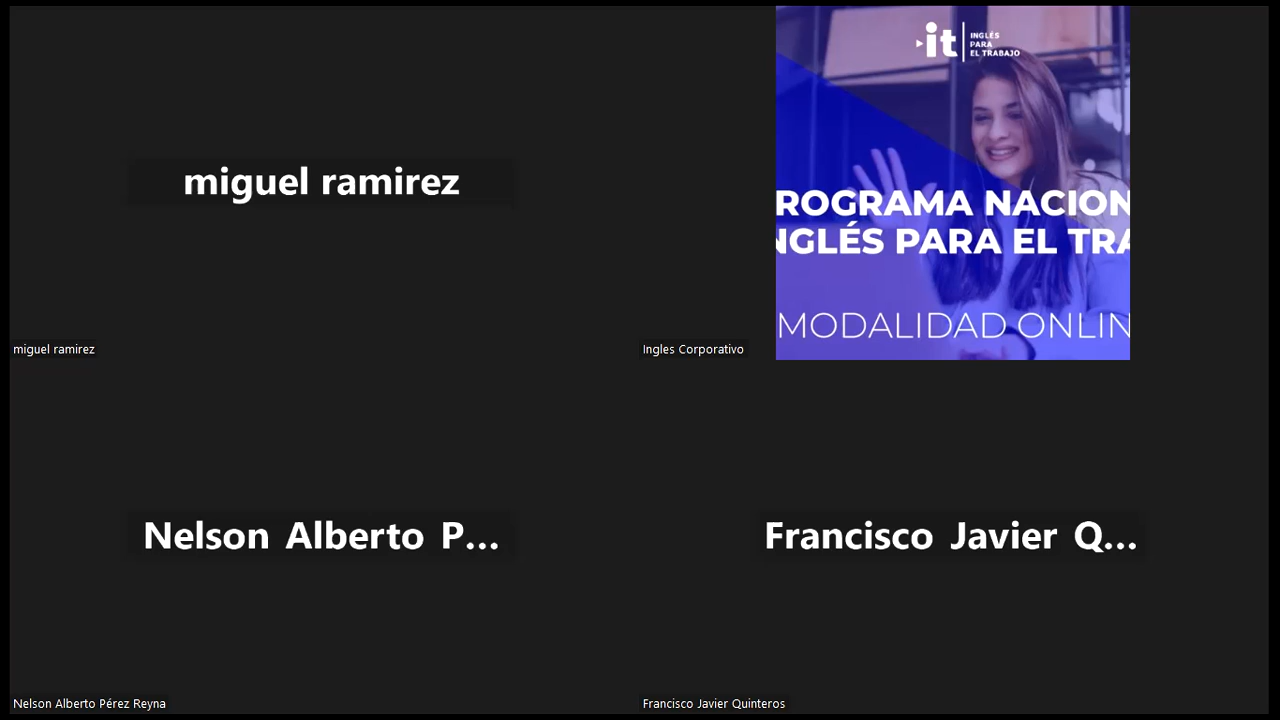 miguel ramirez
miguel ramirez
it INGLÉS
PARA
EL TRABAJO
ROGRAMA NACION
NGLÉS PARA EL TRA
MODALIDAD ONLIN
Ingles Corporativo
Nelson Alberto P...
Nelson Alberto Pérez Reyna
Francisco Javier Q...
Francisco Javier Quinteros